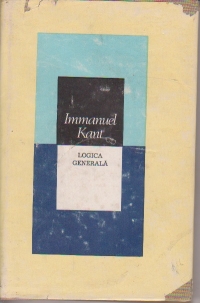 Immanuel
Kant
LOGICA
GENERALĂ